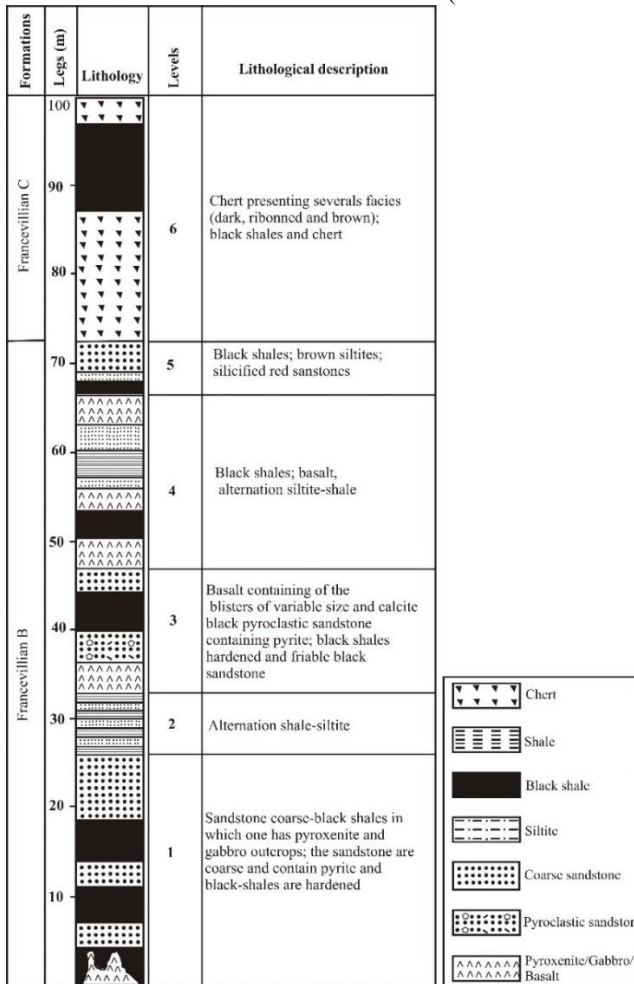 (
Formations
Legs (m)
Lithology
Levels
Lithological description
Francevillian C
Francevillian B
100
90
80
70
60
50
40
30
20
10
6
Chert presenting severals facies
(dark, ribonned and brown);
black shales and chert
5
Black shales; brown siltites;
silicified red sanstones
4
Black shales; basalt,
alternation siltite-shale
3
Basalt containing of the
blisters of variable size and calcite
black pyroclastic sandstone
containing pyrite; black shales
hardened and friable black
sandstone
2
Alternation shale-siltite
1
Sandstone coarse-black shales in
which one has pyroxenite and
gabbro outcrops; the sandstone are
coarse and contain pyrite and
black-shales are hardened
Chert
Shale
Black shale
Siltite
Coarse sandstone
Pyroclastic sandston
Pyroxenite/Gabbro/
Basalt